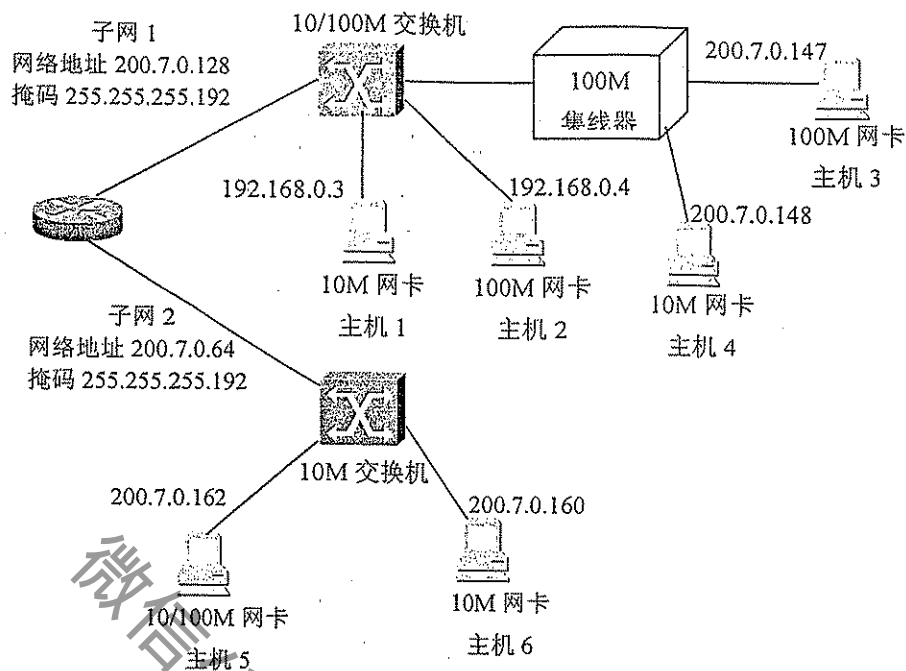 子网 1
网络地址 200.7.0.128
掩码 255.255.255.192
10/100M 交换机
100M
集线器
200.7.0.147
100M 网卡
主机 3
192.168.0.3
10M 网卡
主机 1
192.168.0.4
100M 网卡
主机 2
200.7.0.148
10M 网卡
主机 4
子网 2
网络地址 200.7.0.64
掩码 255.255.255.192
10M 交换机
200.7.0.162
10/100M 网卡
主机 5
200.7.0.160
10M 网卡
主机 6
微信